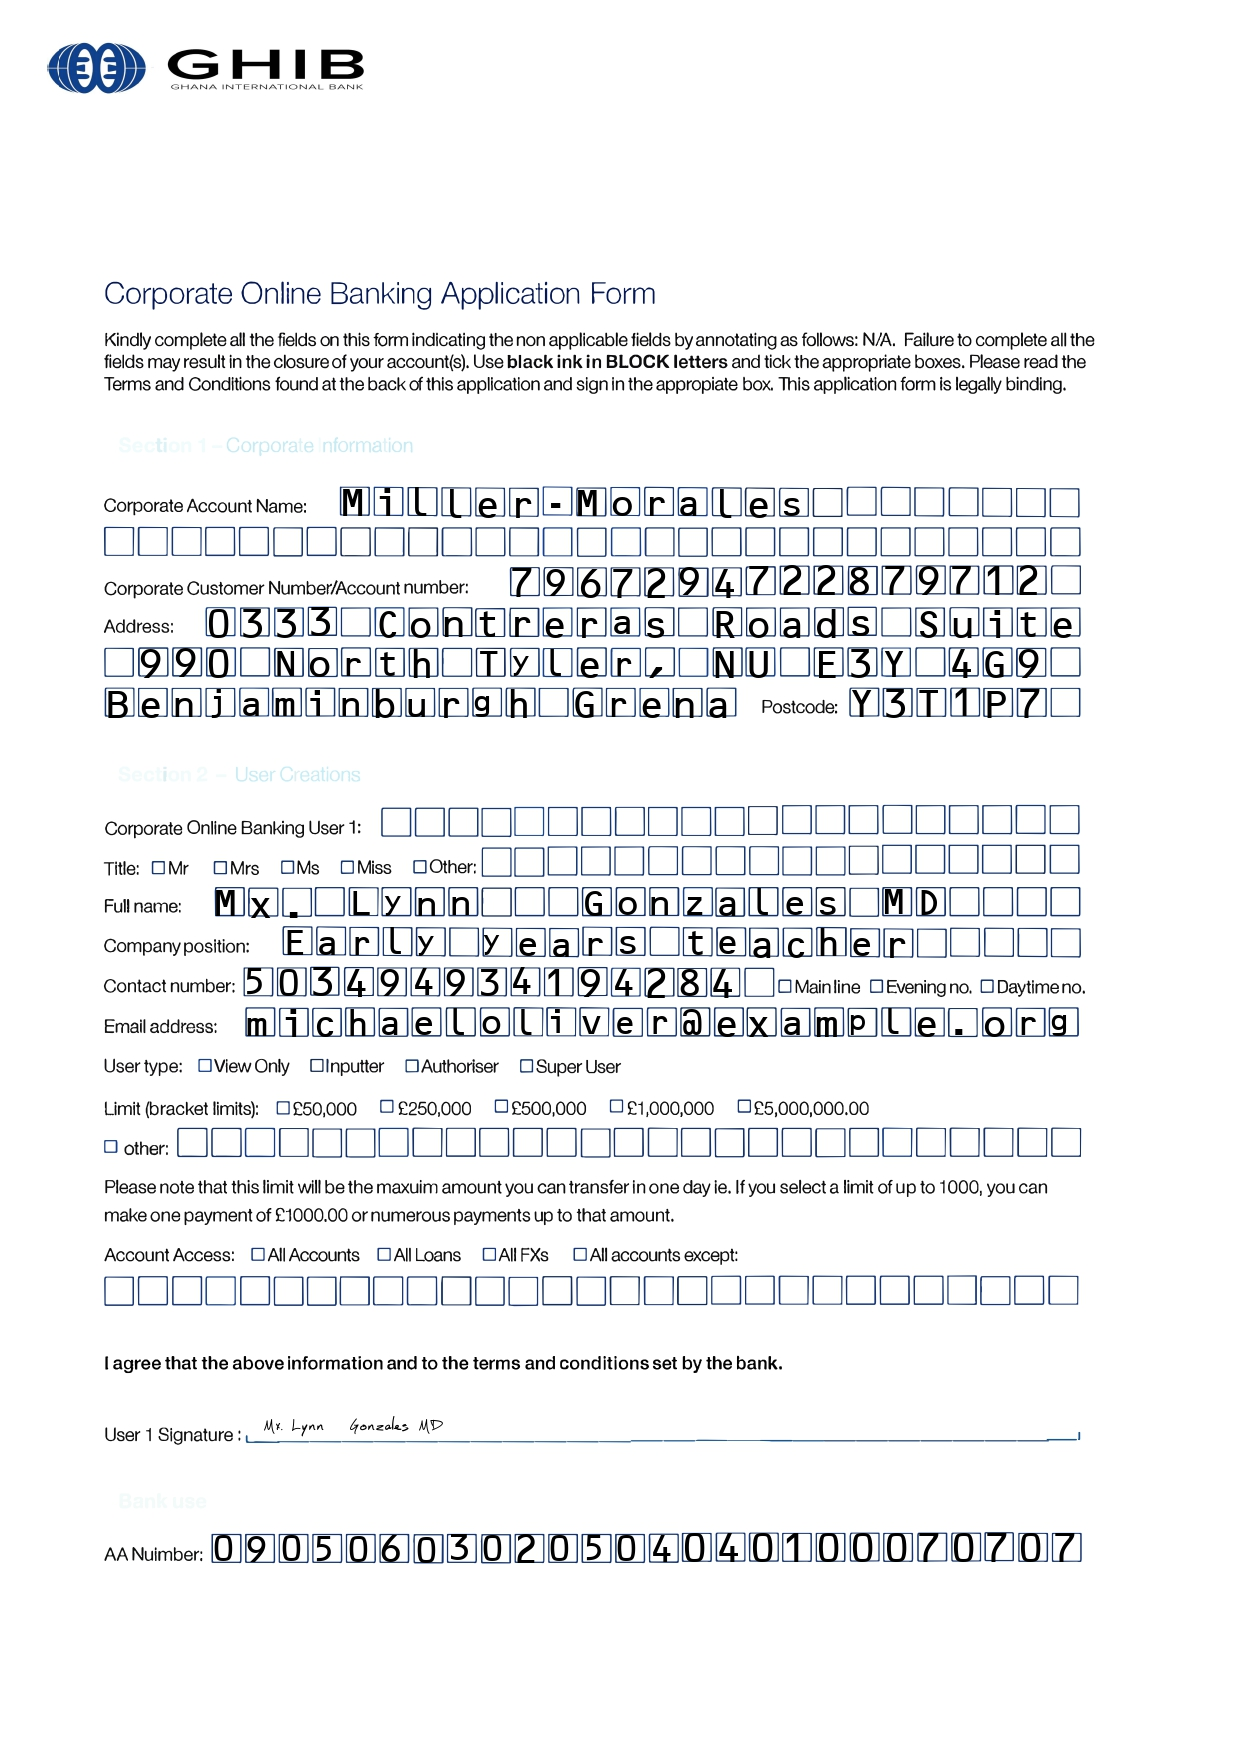 GHIB
GHANA INTERNATIONAL BANK
Corporate Online Banking Application Form
Kindly complete all the fields on this form indicating the non applicable fields by annotating as follows: N/A. Failure to complete all the
fields may result in the closure of your account(s). Use black ink in BLOCK letters and tick the appropriate boxes. Please read the
Terms and Conditions found at the back of this application and sign in the appropiate box. This application form is legally binding.
Section 1 – Corporate Information
Corporate Account Name: Miller-Morales
Corporate Customer Number/Account number: 7967294722879712
Address: 0333 Contreras Roads Suite
990 North Tyler, NU E3Y 4G9
Benjaminburgh Grena Postcode: Y3T1P7
Section 2 – User Creations
Corporate Online Banking User 1:
Title: Mr Mrs Ms Miss Other:
Full name: Mx. Lynn Gonzales MD
Company position: Early years teacher
Contact number: 503494934194284 Main line Evening no. Daytime no.
Email address: michaeloliver@example.org
User type: View Only Inputter Authoriser Super User
Limit (bracket limits): £50,000 £250,000 £500,000 £1,000,000 £5,000,000.00
other:
Please note that this limit will be the maxuim amount you can transfer in one day ie. If you select a limit of up to 1000, you can
make one payment of £1000.00 or numerous payments up to that amount.
Account Access: All Accounts All Loans All FXs All accounts except:
I agree that the above information and to the terms and conditions set by the bank.
User 1 Signature : Mx. Lynn Gonzales MD
Bank use
AA Nuimber: 09050603020504040100070707